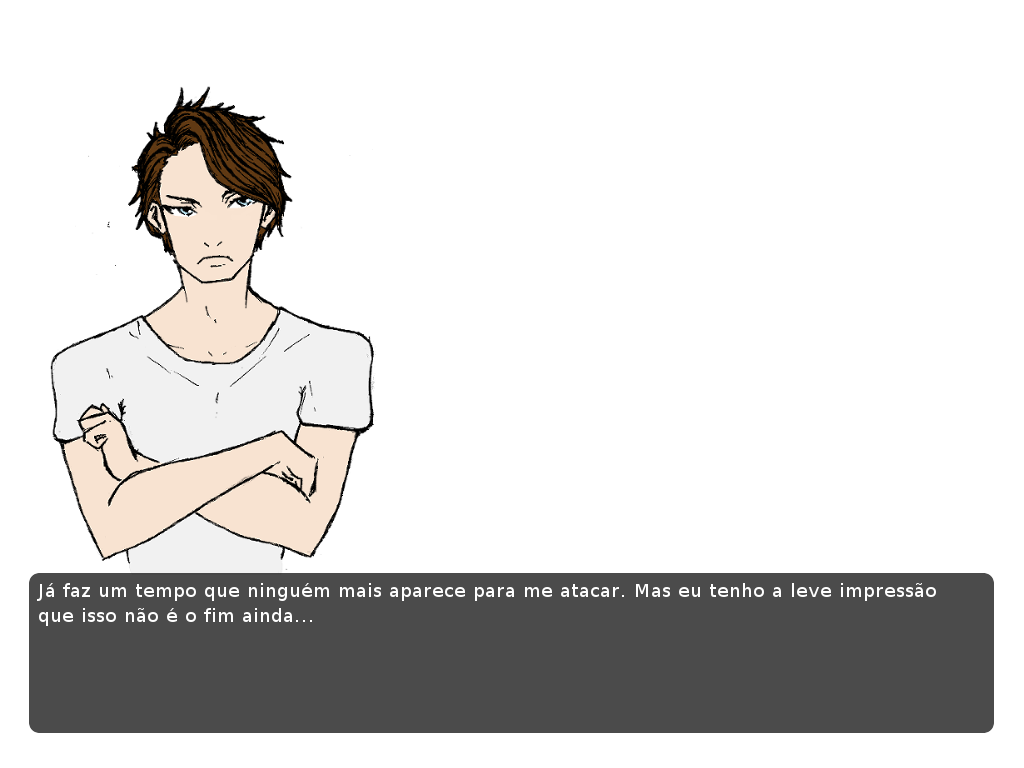 Já faz um tempo que ninguém mais aparece para me atacar. Mas eu tenho a leve impressão
que isso não é o fim ainda...